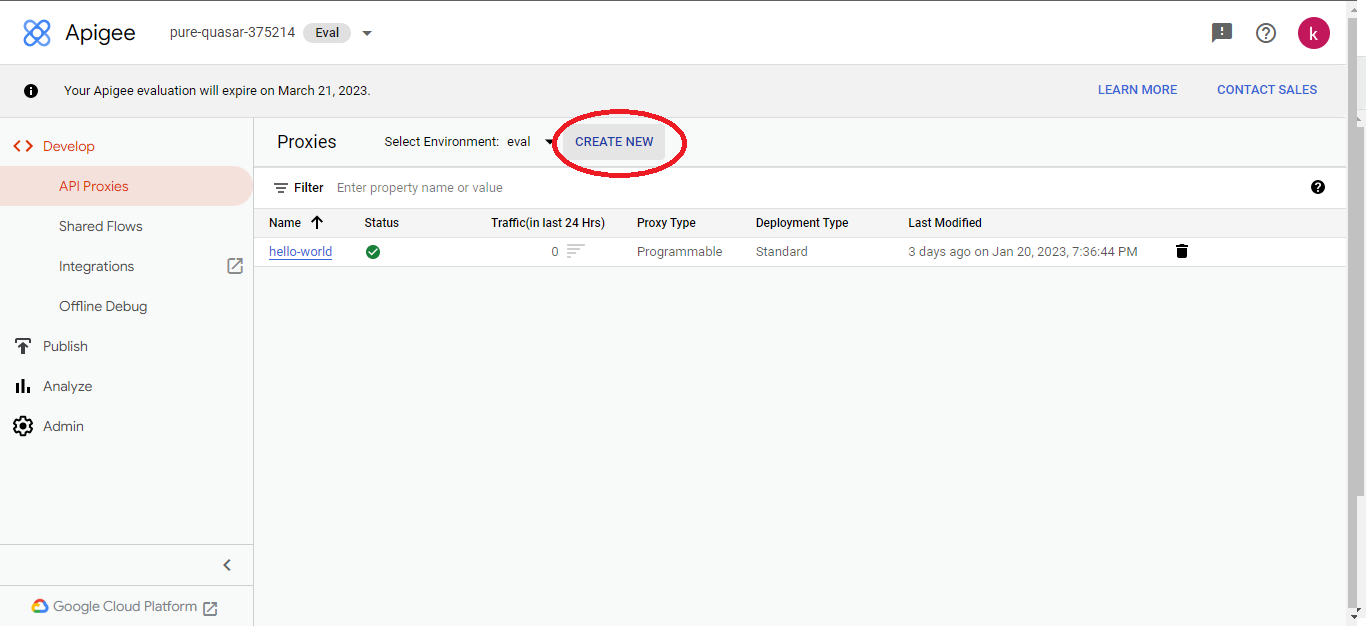 Apigee pure-quasar-375214 Eval k
Your Apigee evaluation will expire on March 21, 2023. LEARN MORE CONTACT SALES
Develop
API Proxies
Shared Flows
Integrations
Offline Debug
Publish
Analyze
Admin
Google Cloud Platform
Proxies Select Environment: eval CREATE NEW
Filter Enter property name or value
Name Status Traffic(in last 24 Hrs) Proxy Type Deployment Type Last Modified
hello-world 0 Programmable Standard 3 days ago on Jan 20, 2023, 7:36:44 PM